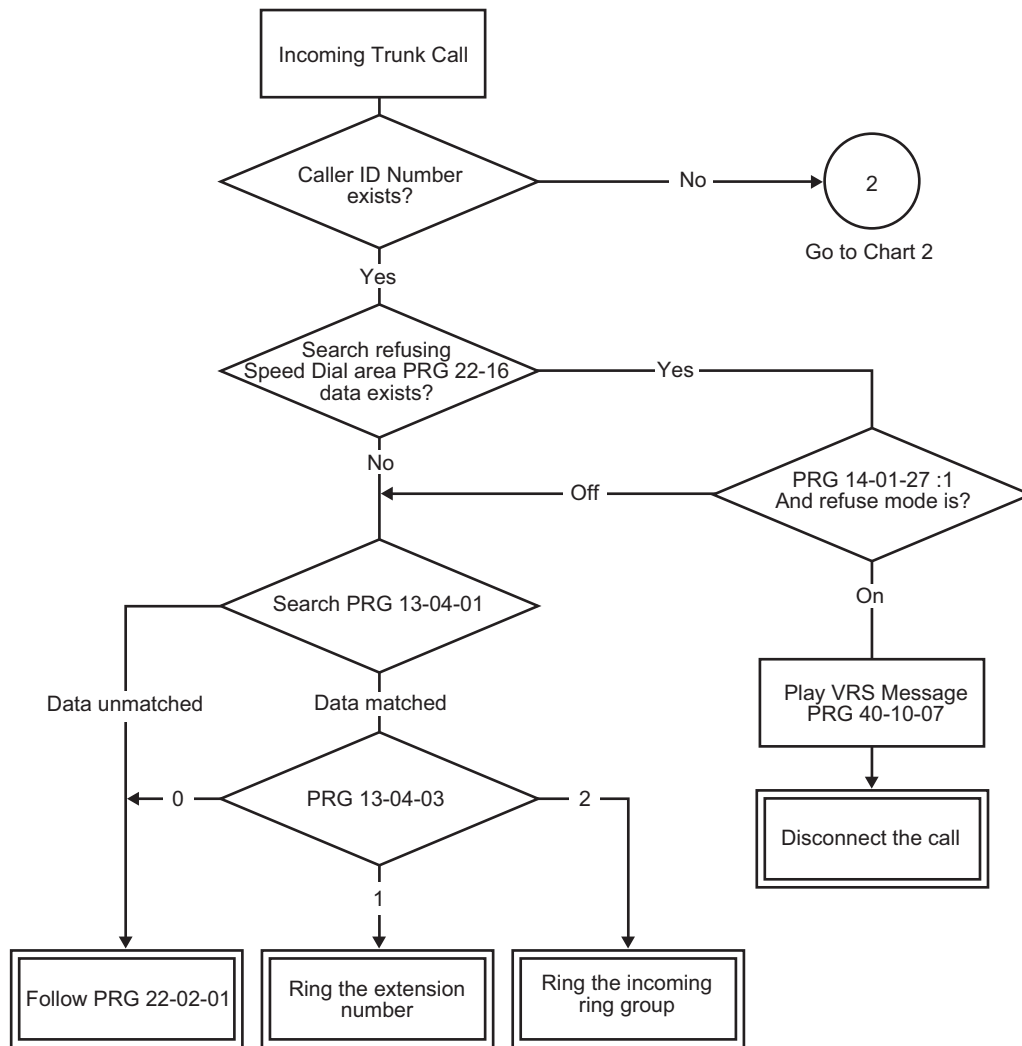 Incoming Trunk Call
Caller ID Number
exists?
No
2
Go to Chart 2
Yes
Search refusing
Speed Dial area PRG 22-16
data exists?
Yes
No
PRG 14-01-27 :1
And refuse mode is?
Off
On
Search PRG 13-04-01
Play VRS Message
PRG 40-10-07
Data unmatched
Data matched
PRG 13-04-03
0
2
1
Disconnect the call
Follow PRG 22-02-01
Ring the extension
number
Ring the incoming
ring group